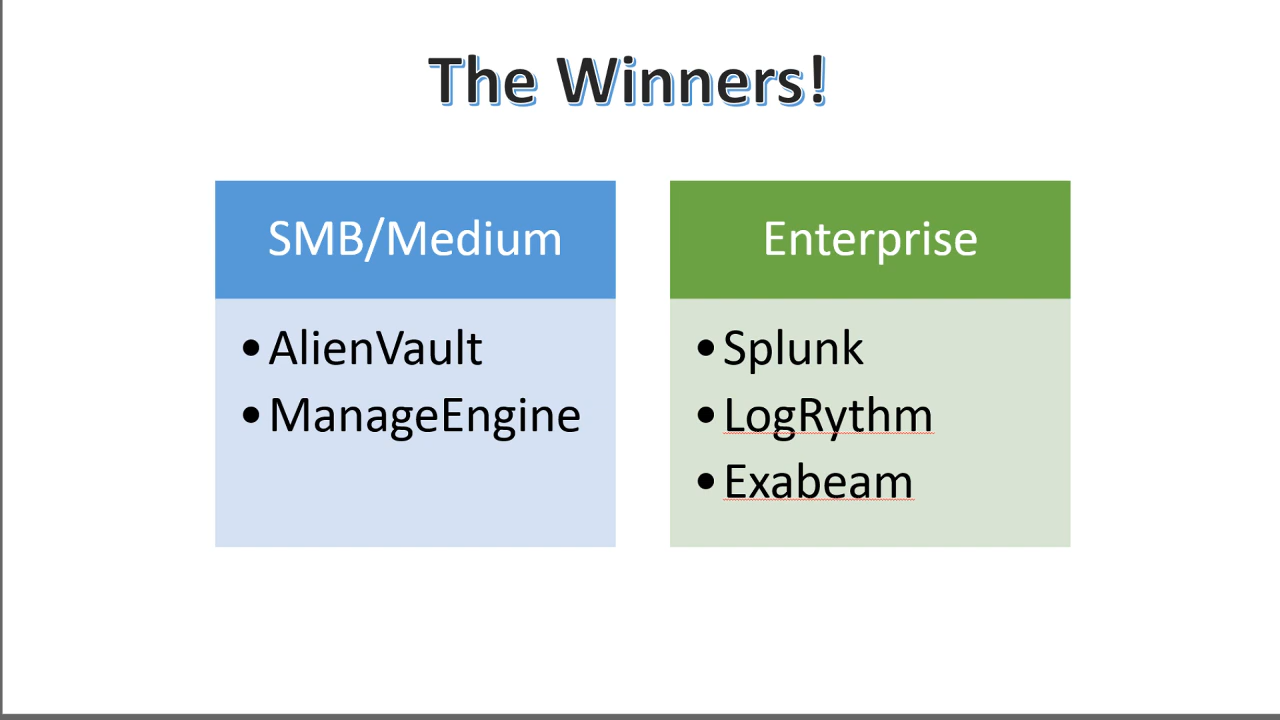 The Winners!
SMB/Medium
•AlienVault
•ManageEngine
Enterprise
•Splunk
•LogRythm
•Exabeam